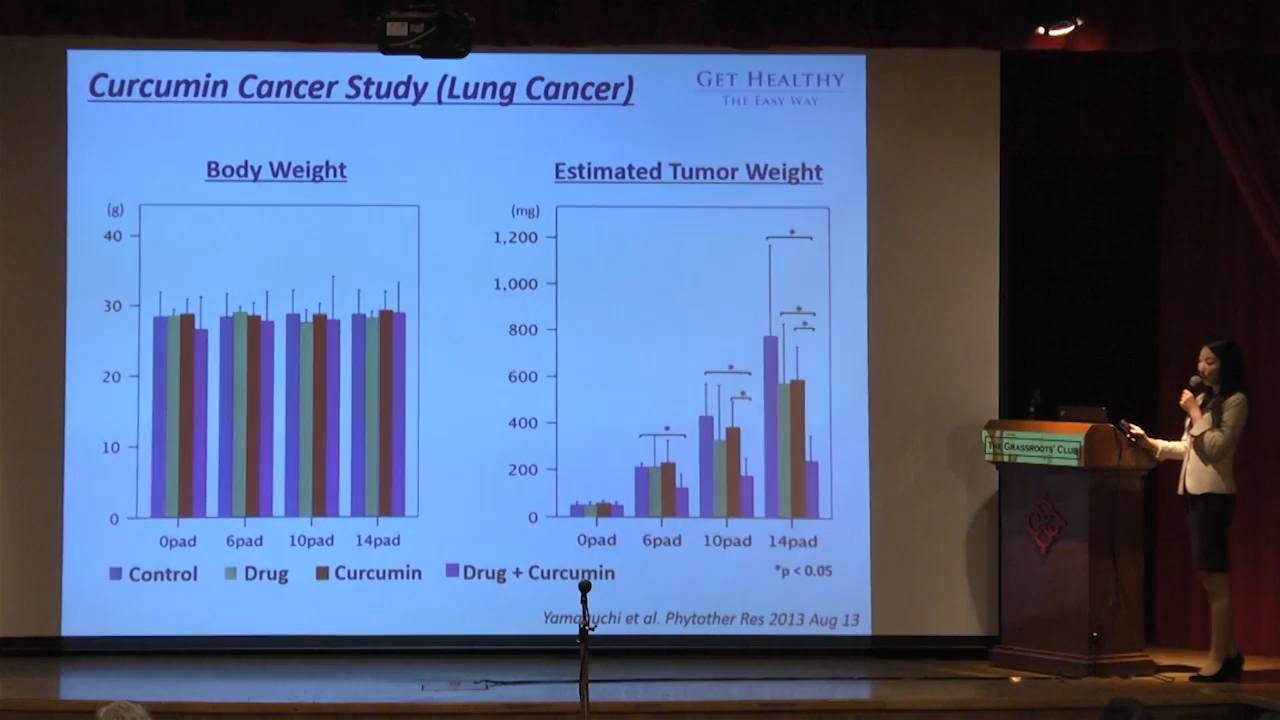 Curcumin Cancer Study (Lung Cancer)
GET HEALTHY
THE EASY WAY
Body Weight
(g)
40
30
20
10
0
0pad 6pad 10pad 14pad
Estimated Tumor Weight
(mg)
1,200
1,000
800
600
400
200
0
* 
* 
* 
* 
* 
*
0pad 6pad 10pad 14pad
Control Drug Curcumin Drug + Curcumin
*p < 0.05
Yamaguchi et al. Phytother Res 2013 Aug 13
THE GRASSROOTS' CLUB